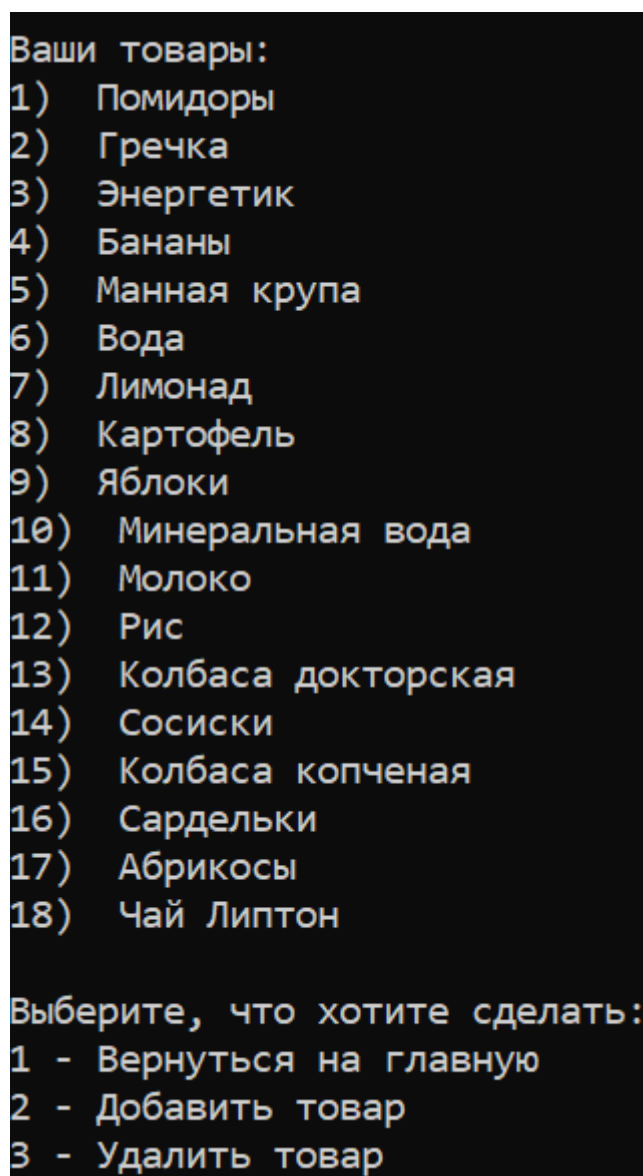 Ваши товары:
1)  Помидоры
2)  Гречка
3)  Энергетик
4)  Бананы
5)  Манная крупа
6)  Вода
7)  Лимонад
8)  Картофель
9)  Яблоки
10)  Минеральная вода
11)  Молоко
12)  Рис
13)  Колбаса докторская
14)  Сосиски
15)  Колбаса копченая
16)  Сардельки
17)  Абрикосы
18)  Чай Липтон
Выберите, что хотите сделать:
1 - Вернуться на главную
2 - Добавить товар
3 - Удалить товар